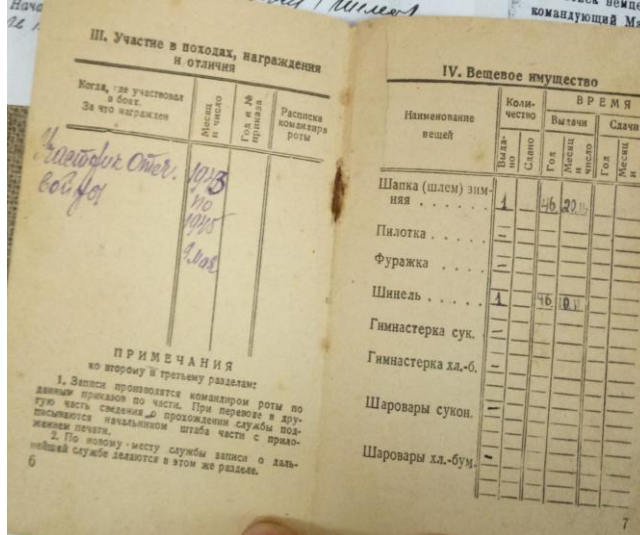 командующий
III. Участие в походах, награждения
и отличия
Когда, где участвовал
в боях.
За что награжден
Месяц
и число
Год и №
приказа
Расписка
командира
роты
Участник Отеч.
войны
1943
по
1945
9 мая
ПРИМЕЧАНИЯ
ко второму и третьему разделам:
1. Записи производятся командиром роты по
данным приказов по части. При перевозе в дру-
гую часть сведения о прохождении службы под-
писываются начальником штаба части с прило-
жением печати.
2. По новому месту службы записи о даль-
нейшей службе делаются в этом же разделе.
6
IV. Вещевое имущество
Наименование
вещей
Коли-
чество
ВРЕМЯ
Выдачи
Сдачи
Выда-
но
Сдано
Год
Месяц
и
число
Год
Месяц
и
Шапка (шлем) зим-
няя . . . . . 1 46
Пилотка . . . . . –
Фуражка . . . . –
Шинель . . . . . 1 46
Гимнастерка сук. –
Гимнастерка хл.-б. –
Шаровары сукон. –
Шаровары хл.-бум. –
7